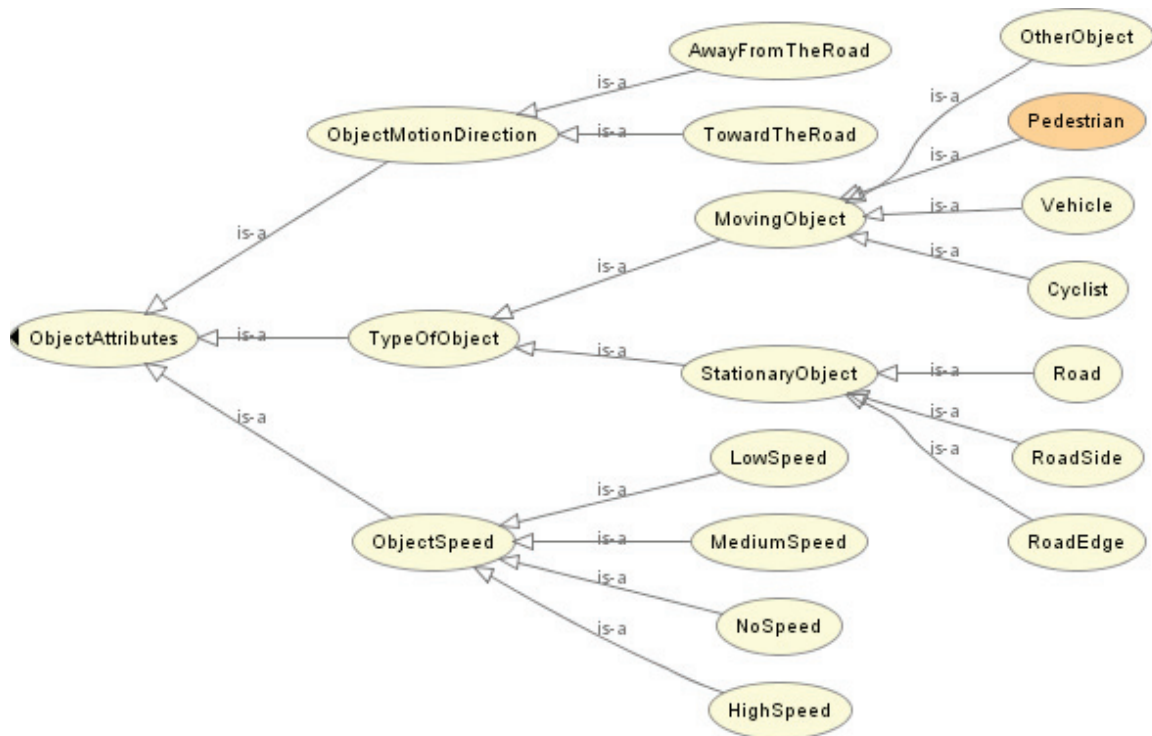 OtherObject
AwayFromTheRoad
is-a
is-a
Pedestrian
ObjectMotionDirection
is-a
TowardTheRoad
is-a
Vehicle
is-a
MovingObject
is-a
is-a
is-a
Cyclist
ObjectAttributes
is-a
TypeOfObject
is-a
StationaryObject
is-a
Road
is-a
is-a
LowSpeed
RoadSide
is-a
is-a
ObjectSpeed
is-a
MediumSpeed
RoadEdge
is-a
NoSpeed
is-a
HighSpeed